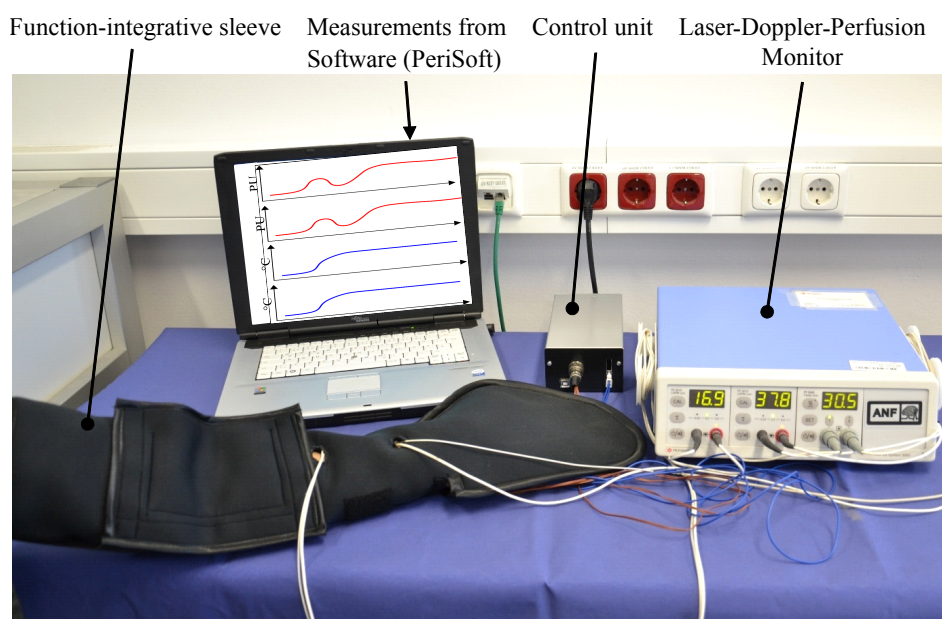 Function-integrative sleeve
Measurements from
Software (PeriSoft)
Control unit
Laser-Doppler-Perfusion
Monitor
PU
PU
°C
°C
16.9
37.8
30.5
ANF